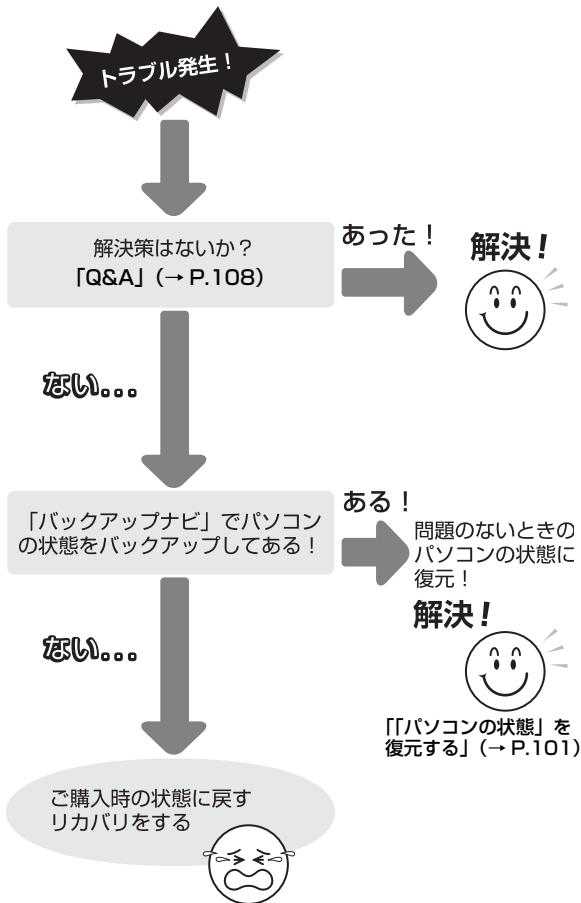 トラブル発生！
解決策はないか？
「Q&A」（→ P.108）
あった！
解決！
ない...
「バックアップナビ」でパソコン
の状態をバックアップしてある！
ある！
問題のないときの
パソコンの状態に
復元！
解決！
「「パソコンの状態」を
復元する」（→ P.101）
ない...
ご購入時の状態に戻す
リカバリをする